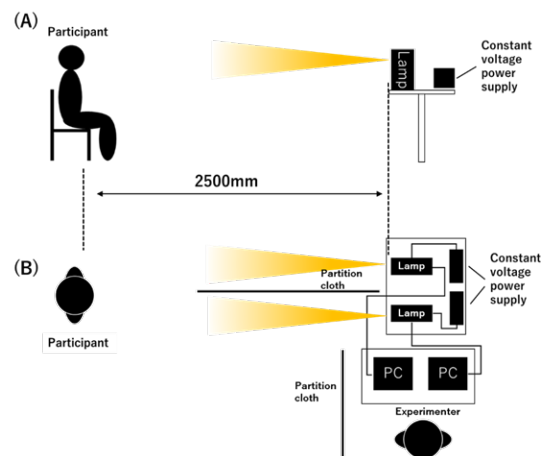 (A)
Participant
Lamp
Constant
voltage
power
supply
2500mm
(B)
Participant
Partition
cloth
Lamp
Lamp
Constant
voltage
power
supply
Partition
cloth
PC
PC
Experimenter